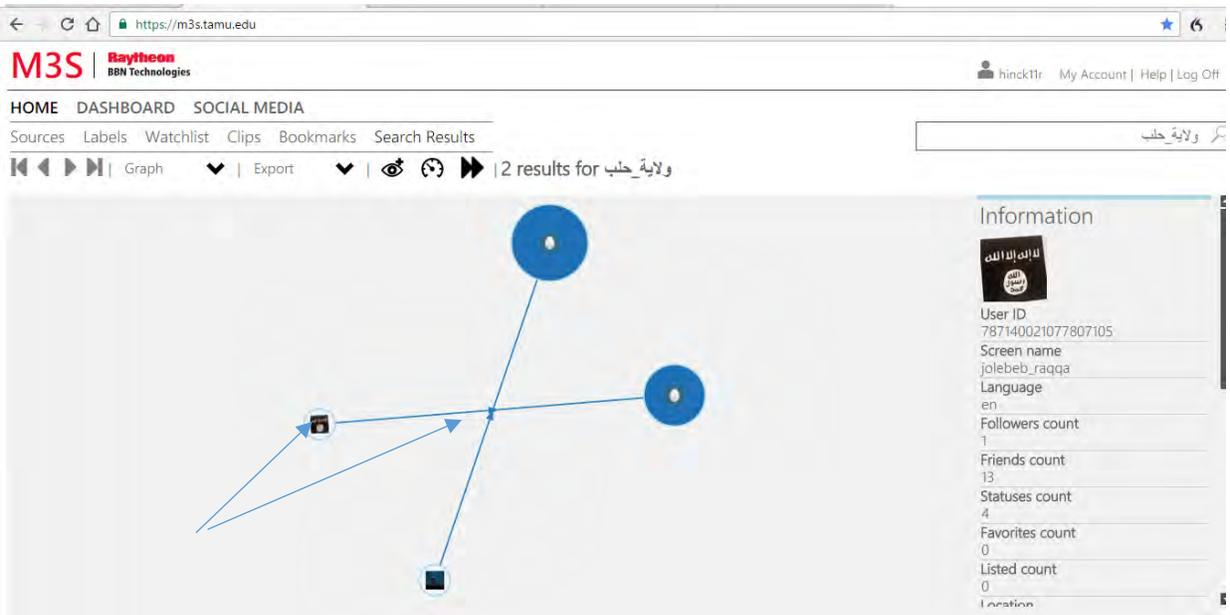 https://m3s.tamu.edu
M3S | Raytheon
BBN Technologies
hinck11r My Account | Help | Log Off
HOME DASHBOARD SOCIAL MEDIA
Sources Labels Watchlist Clips Bookmarks Search Results
ولاية_حلب
Graph | Export | 2 results for ولاية_حلب
Information
لا اله الا الله
الله
رسول
محمد
User ID
787140021077807105
Screen name
jolebeb_raqqa
Language
en
Followers count
1
Friends count
13
Statuses count
4
Favorites count
0
Listed count
0
Location